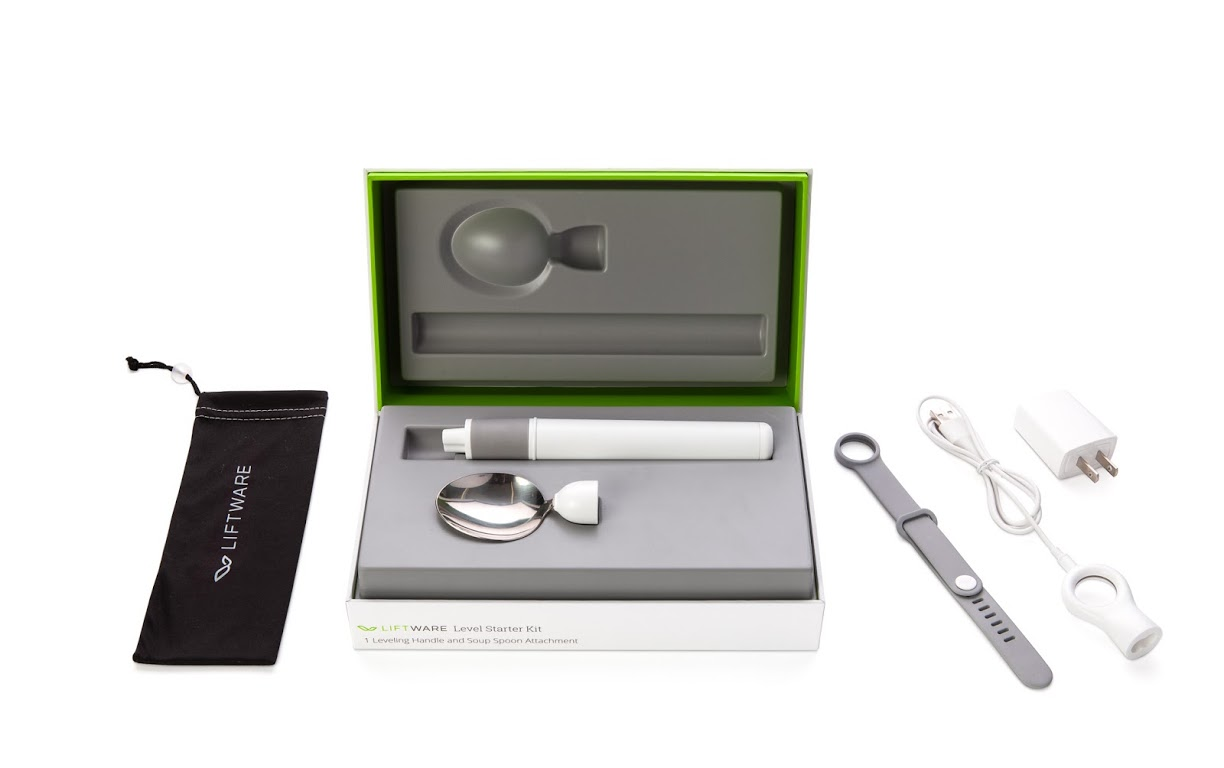 LIFTWARE
LIFTWARE Level Starter Kit
1 Leveling Handle and Soup Spoon Attachment